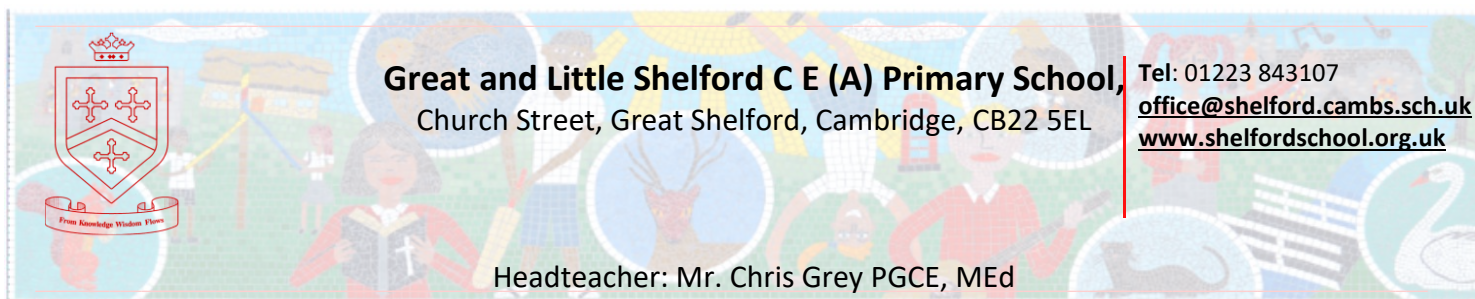 From Knowledge Wisdom Flows
Great and Little Shelford C E (A) Primary School,
Church Street, Great Shelford, Cambridge, CB22 5EL
Tel: 01223 843107
office@shelford.cambs.sch.uk
www.shelfordschool.org.uk
Headteacher: Mr. Chris Grey PGCE, MEd